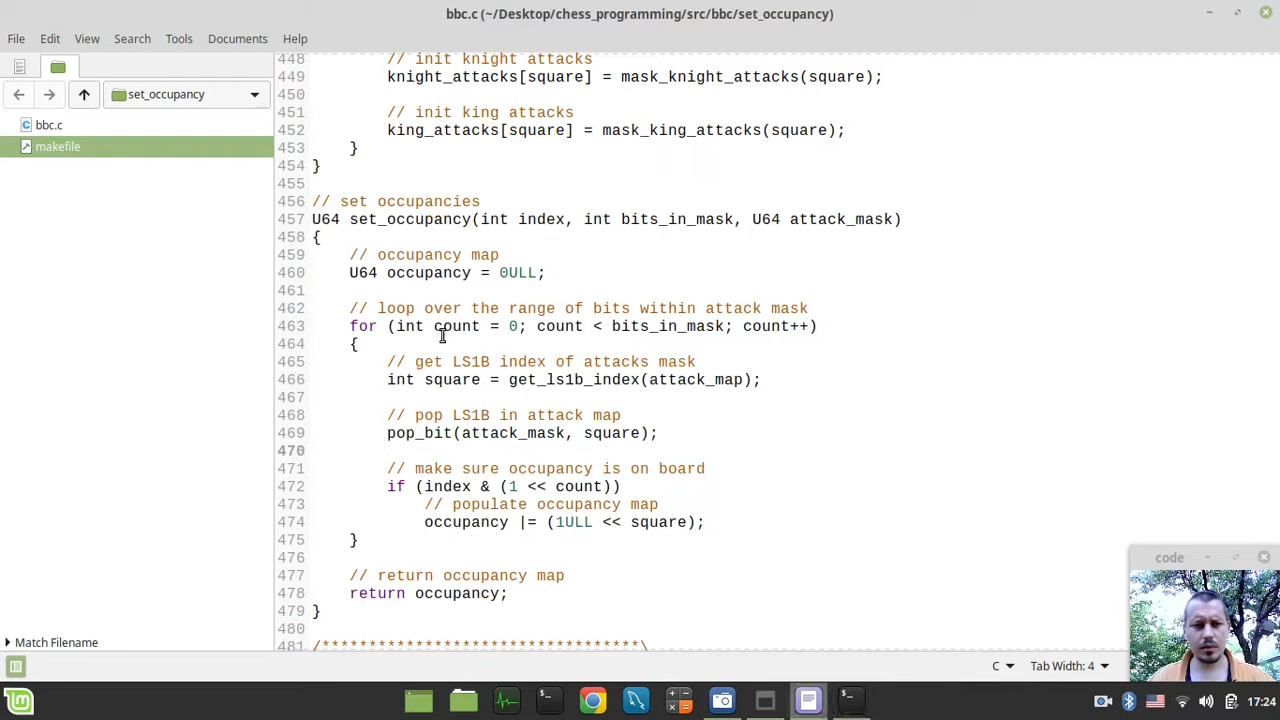 bbc.c (~/Desktop/chess_programming/src/bbc/set_occupancy)
File Edit View Search Tools Documents Help
set_occupancy
bbc.c
makefile
448 // init knight attacks
449 knight_attacks[square] = mask_knight_attacks(square);
450
451 // init king attacks
452 king_attacks[square] = mask_king_attacks(square);
453 }
454 }
455
456 // set occupancies
457 U64 set_occupancy(int index, int bits_in_mask, U64 attack_mask)
458 {
459 // occupancy map
460 U64 occupancy = 0ULL;
461
462 // loop over the range of bits within attack mask
463 for (int count = 0; count < bits_in_mask; count++)
464 {
465 // get LS1B index of attacks mask
466 int square = get_ls1b_index(attack_map);
467
468 // pop LS1B in attack map
469 pop_bit(attack_mask, square);
470
471 // make sure occupancy is on board
472 if (index & (1 << count))
473 // populate occupancy map
474 occupancy |= (1ULL << square);
475 }
476
477 // return occupancy map
478 return occupancy;
479 }
480
481 /**********************************\
Match Filename
code
C Tab Width: 4
17:24